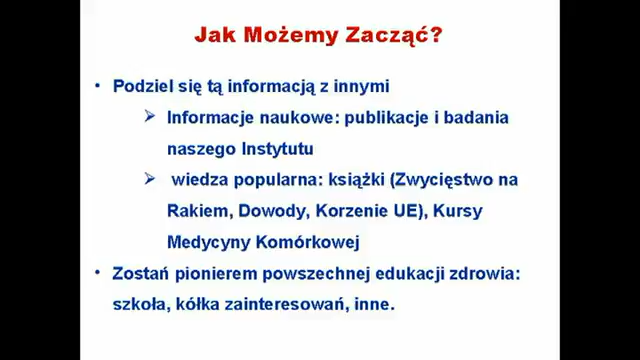 Jak Możemy Zacząć?
• Podziel się tą informacją z innymi
➢ Informacje naukowe: publikacje i badania
naszego Instytutu
➢ wiedza popularna: książki (Zwycięstwo na
Rakiem, Dowody, Korzenie UE), Kursy
Medycyny Komórkowej
• Zostań pionierem powszechnej edukacji zdrowia:
szkoła, kółka zainteresowań, inne.